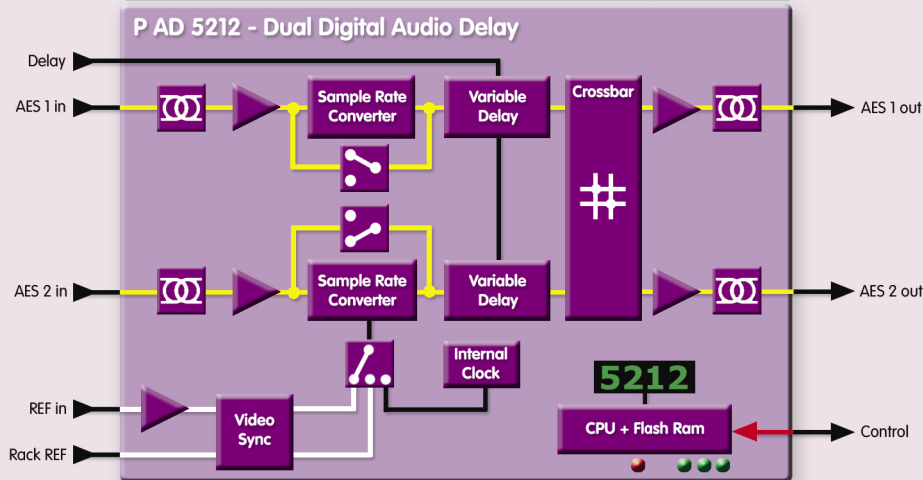 P AD 5212 - Dual Digital Audio Delay
Delay
AES 1 in
Sample Rate
Converter
Variable
Delay
Crossbar
AES 1 out
AES 2 in
Sample Rate
Converter
Variable
Delay
AES 2 out
Internal
Clock
5212
REF in
Video
Sync
CPU + Flash Ram
Control
Rack REF